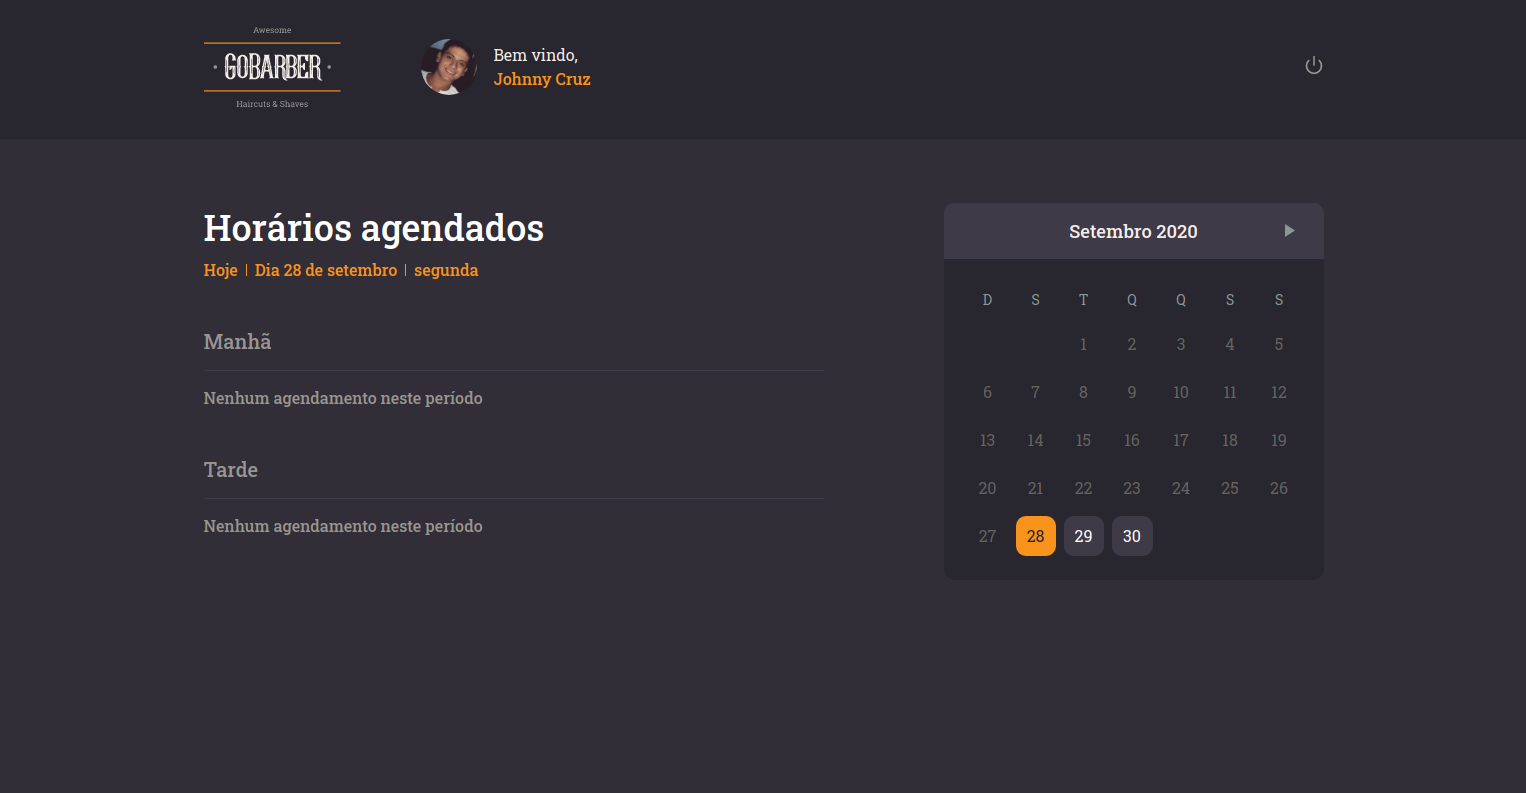 Awesome
GOBARBER
Haircuts & Shaves
Bem vindo,
Johnny Cruz
Horários agendados
Hoje | Dia 28 de setembro | segunda
Manhã
Nenhum agendamento neste período
Tarde
Nenhum agendamento neste período
Setembro 2020
D S T Q Q S S
1 2 3 4 5
6 7 8 9 10 11 12
13 14 15 16 17 18 19
20 21 22 23 24 25 26
27 28 29 30